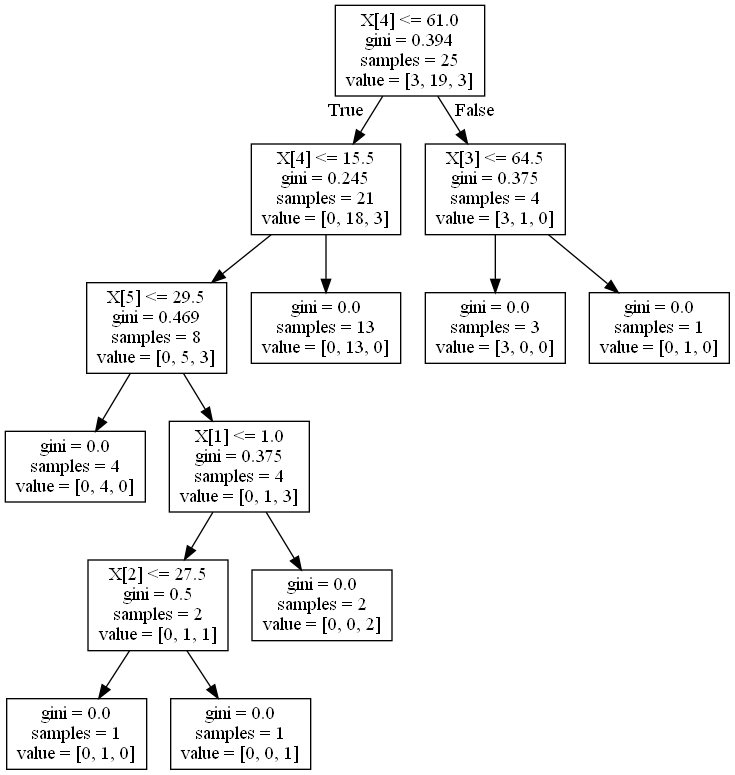 X[4] <= 61.0
gini = 0.394
samples = 25
value = [3, 19, 3]
True
False
X[4] <= 15.5
gini = 0.245
samples = 21
value = [0, 18, 3]
X[3] <= 64.5
gini = 0.375
samples = 4
value = [3, 1, 0]
X[5] <= 29.5
gini = 0.469
samples = 8
value = [0, 5, 3]
gini = 0.0
samples = 13
value = [0, 13, 0]
gini = 0.0
samples = 3
value = [3, 0, 0]
gini = 0.0
samples = 1
value = [0, 1, 0]
gini = 0.0
samples = 4
value = [0, 4, 0]
X[1] <= 1.0
gini = 0.375
samples = 4
value = [0, 1, 3]
X[2] <= 27.5
gini = 0.5
samples = 2
value = [0, 1, 1]
gini = 0.0
samples = 2
value = [0, 0, 2]
gini = 0.0
samples = 1
value = [0, 1, 0]
gini = 0.0
samples = 1
value = [0, 0, 1]